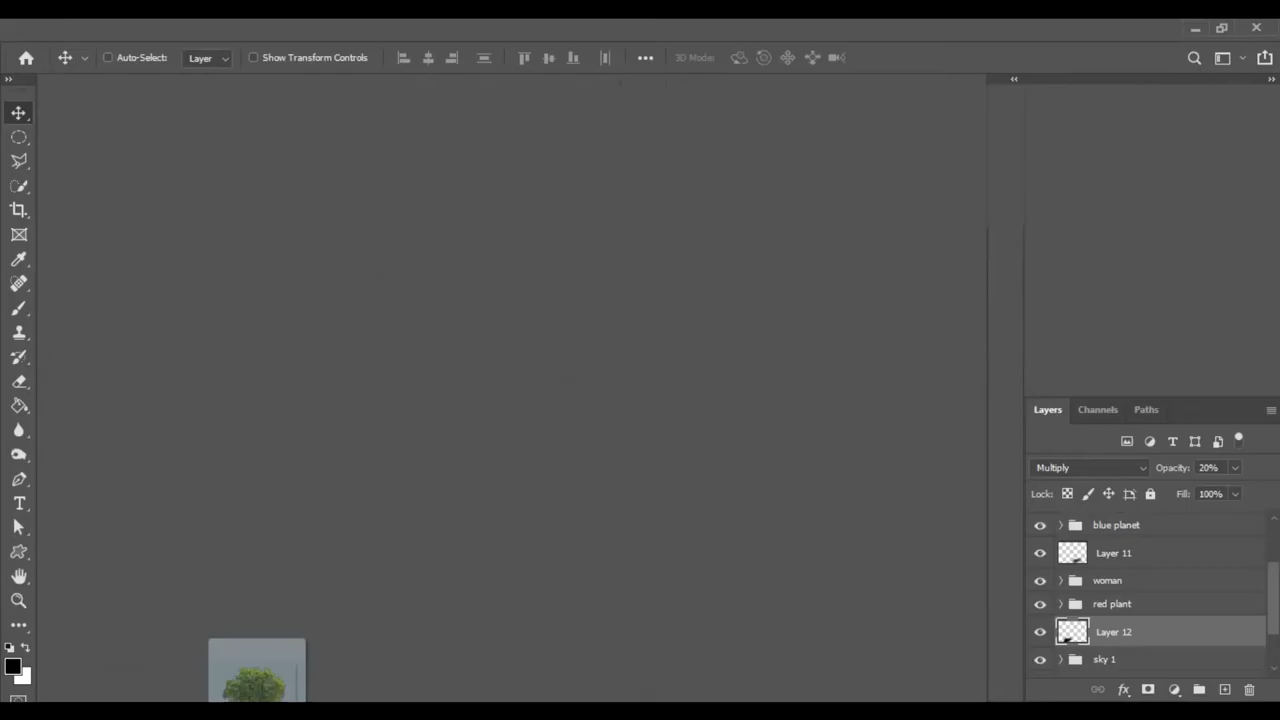 Auto-Select: Layer Show Transform Controls 3D Mode:
Layers Channels Paths
Multiply Opacity: 20%
Lock: Fill: 100%
blue planet
Layer 11
woman
red plant
Layer 12
sky 1